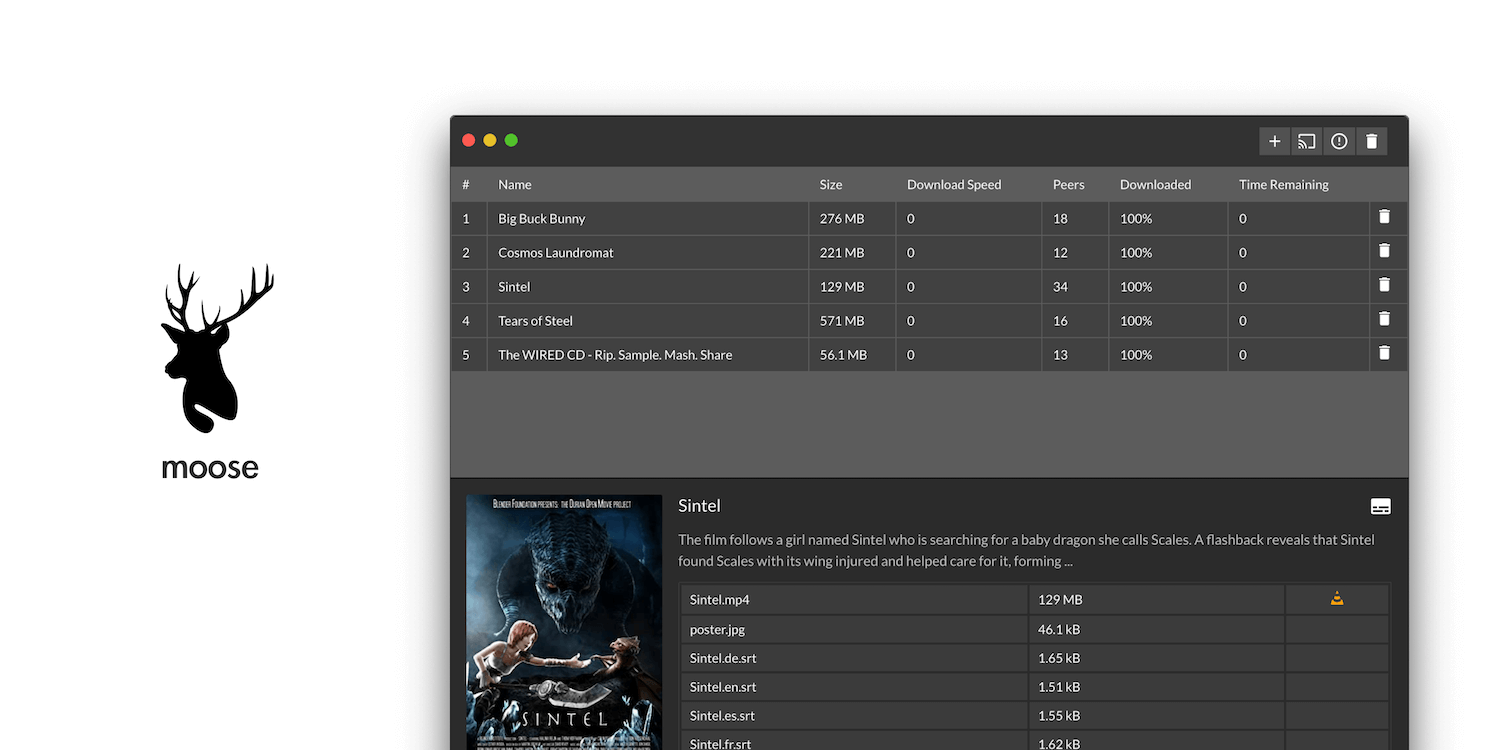 moose
# Name Size Download Speed Peers Downloaded Time Remaining
1 Big Buck Bunny 276 MB 0 18 100% 0
2 Cosmos Laundromat 221 MB 0 12 100% 0
3 Sintel 129 MB 0 34 100% 0
4 Tears of Steel 571 MB 0 16 100% 0
5 The WIRED CD - Rip. Sample. Mash. Share 56.1 MB 0 13 100% 0
Blender Foundation presents: the Durian Open Movie project
SINTEL
Sintel
The film follows a girl named Sintel who is searching for a baby dragon she calls Scales. A flashback reveals that Sintel
found Scales with its wing injured and helped care for it, forming ...
Sintel.mp4 129 MB
poster.jpg 46.1 kB
Sintel.de.srt 1.65 kB
Sintel.en.srt 1.51 kB
Sintel.es.srt 1.55 kB
Sintel.fr.srt 1.62 kB